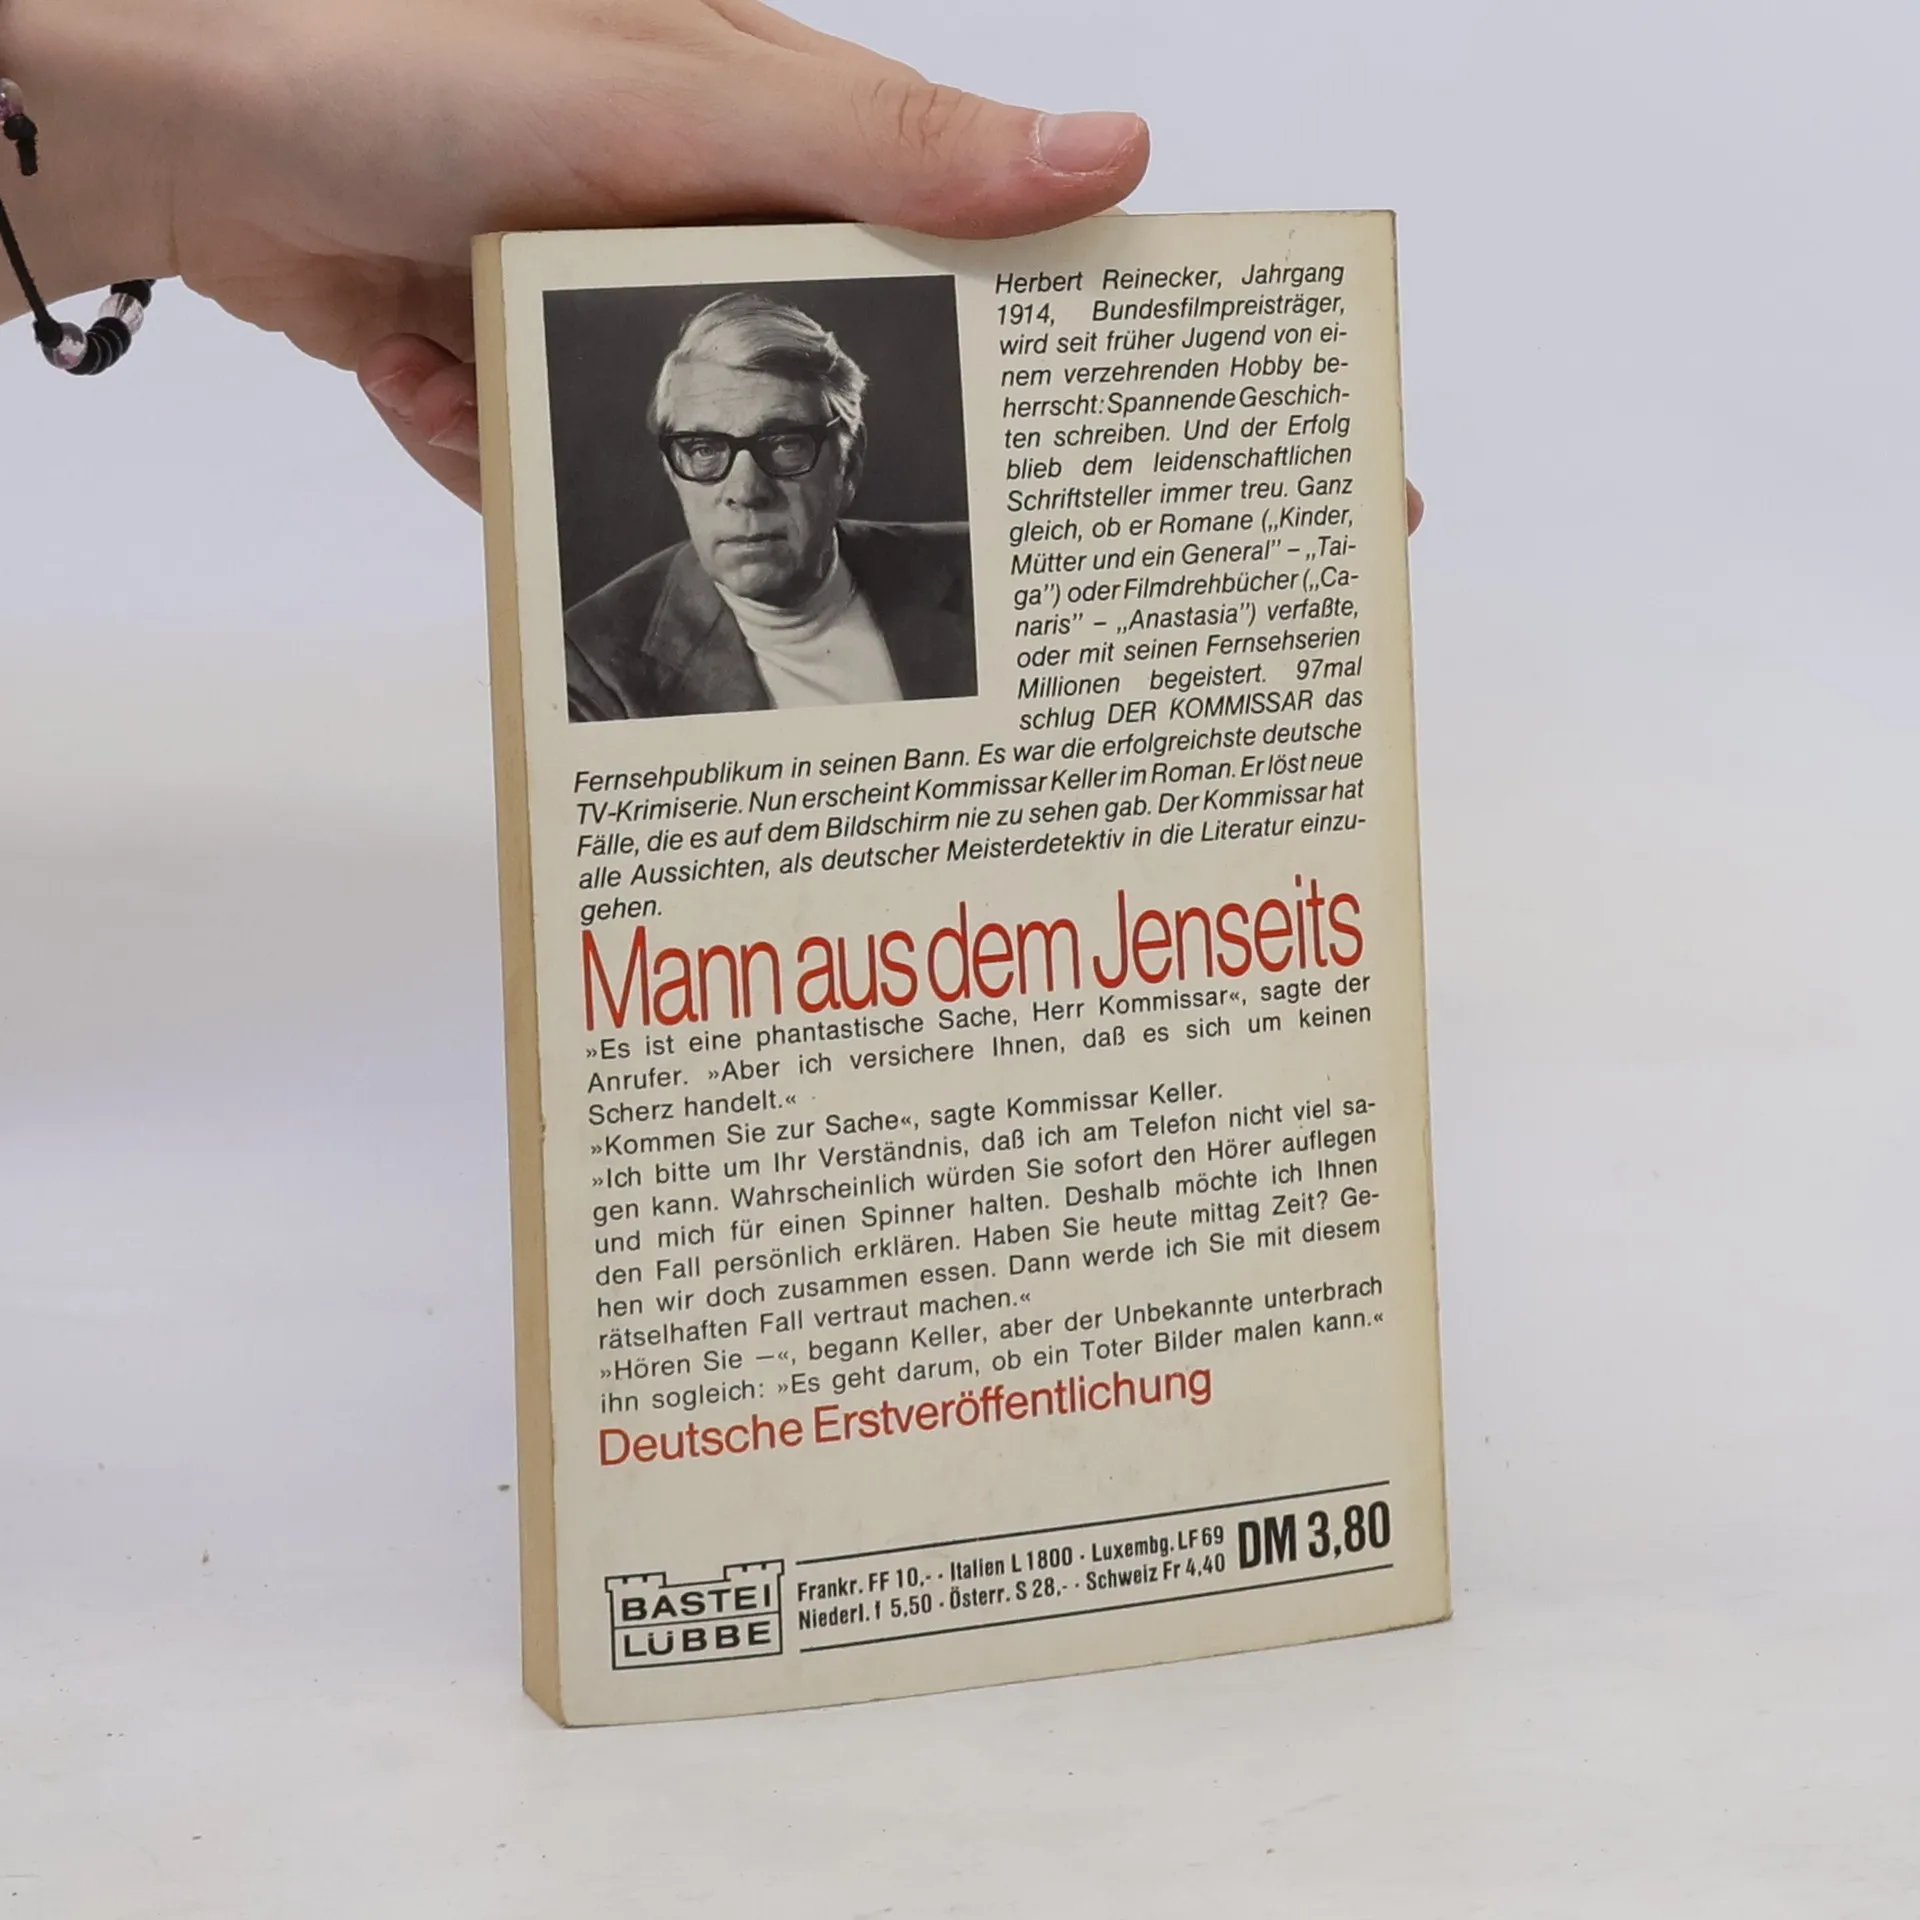 Herbert Reinecker, Jahrgang
1914, Bundesfilmpreisträger,
wird seit früher Jugend von ei-
nem verzehrenden Hobby be-
herrscht: Spannende Geschich-
ten schreiben. Und der Erfolg
blieb dem leidenschaftlichen
Schriftsteller immer treu. Ganz
gleich, ob er Romane („Kinder,
Mütter und ein General” – „Tai-
ga”) oder Filmdrehbücher („Ca-
naris” – „Anastasia”) verfaßte,
oder mit seinen Fernsehserien
Millionen begeistert. 97mal
schlug DER KOMMISSAR das
Fernsehpublikum in seinen Bann. Es war die erfolgreichste deutsche
TV-Krimiserie. Nun erscheint Kommissar Keller im Roman. Er löst neue
Fälle, die es auf dem Bildschirm nie zu sehen gab. Der Kommissar hat
alle Aussichten, als deutscher Meisterdetektiv in die Literatur einzu-
gehen.
Mann aus dem Jenseits
»Es ist eine phantastische Sache, Herr Kommissar«, sagte der
Anrufer. »Aber ich versichere Ihnen, daß es sich um keinen
Scherz handelt.«
»Kommen Sie zur Sache«, sagte Kommissar Keller.
»Ich bitte um Ihr Verständnis, daß ich am Telefon nicht viel sa-
gen kann. Wahrscheinlich würden Sie sofort den Hörer auflegen
und mich für einen Spinner halten. Deshalb möchte ich Ihnen
den Fall persönlich erklären. Haben Sie heute mittag Zeit? Ge-
hen wir doch zusammen essen. Dann werde ich Sie mit diesem
rätselhaften Fall vertraut machen.«
»Hören Sie —«, begann Keller, aber der Unbekannte unterbrach
ihn sogleich: »Es geht darum, ob ein Toter Bilder malen kann.«
Deutsche Erstveröffentlichung
BASTEI
LÜBBE
Frankr. FF 10,- · Italien L 1800 · Luxembg. LF 69
Niederl. f 5,50 · Österr. S 28,- · Schweiz Fr 4,40
DM 3,80